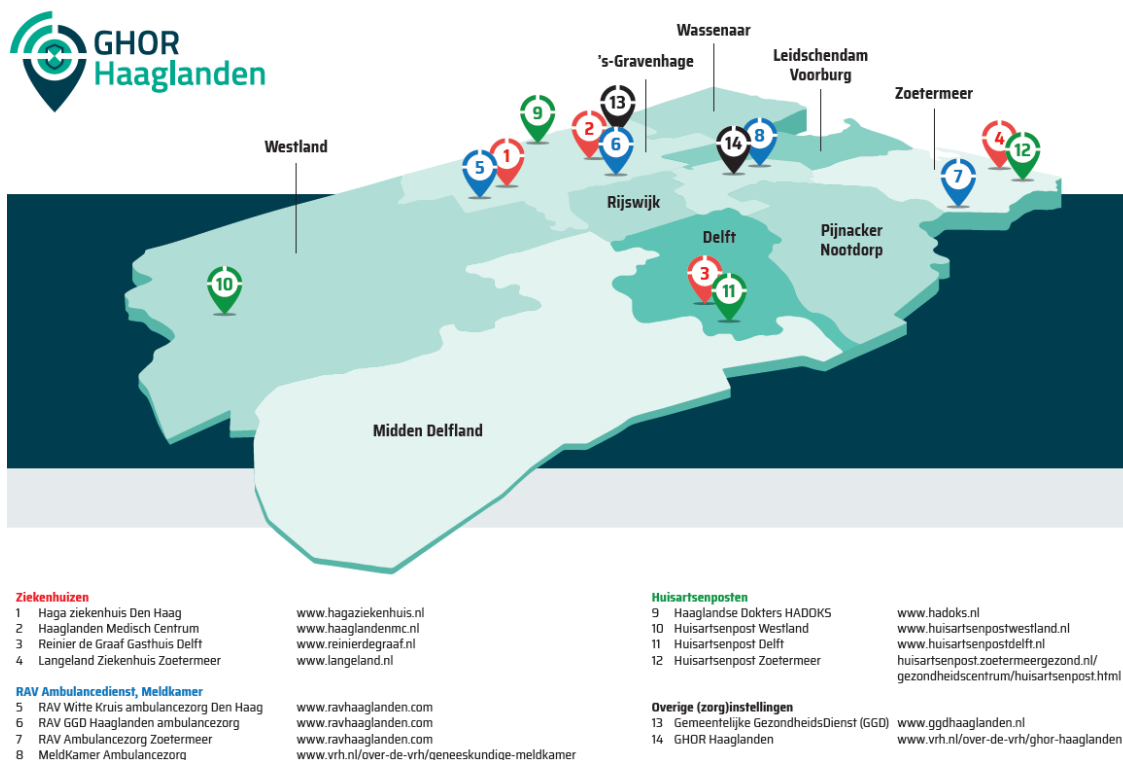 GHOR
Haaglanden
Wassenaar
's-Gravenhage
Leidschendam
Voorburg
Zoetermeer
Westland
13
9
2
6
14
8
4
12
5
1
7
Rijswijk
Delft
Pijnacker
Nootdorp
10
3
11
Midden Delfland
Ziekenhuizen
1 Haga ziekenhuis Den Haag www.hagaziekenhuis.nl
2 Haaglanden Medisch Centrum www.haaglandenmc.nl
3 Reinier de Graaf Gasthuis Delft www.reinierdegraaf.nl
4 Langeland Ziekenhuis Zoetermeer www.langeland.nl
RAV Ambulancedienst, Meldkamer
5 RAV Witte Kruis ambulancezorg Den Haag www.ravhaaglanden.com
6 RAV GGD Haaglanden ambulancezorg www.ravhaaglanden.com
7 RAV Ambulancezorg Zoetermeer www.ravhaaglanden.com
8 MeldKamer Ambulancezorg www.vrh.nl/over-de-vrh/geneeskundige-meldkamer
Huisartsenposten
9 Haaglandse Dokters HADOKS www.hadoks.nl
10 Huisartsenpost Westland www.huisartsenpostwestland.nl
11 Huisartsenpost Delft www.huisartsenpostdelft.nl
12 Huisartsenpost Zoetermeer huisartsenpost.zoetermeergezond.nl/
gezondheidscentrum/huisartsenpost.html
Overige (zorg)instellingen
13 Gemeentelijke GezondheidsDienst (GGD) www.ggdhaaglanden.nl
14 GHOR Haaglanden www.vrh.nl/over-de-vrh/ghor-haaglanden